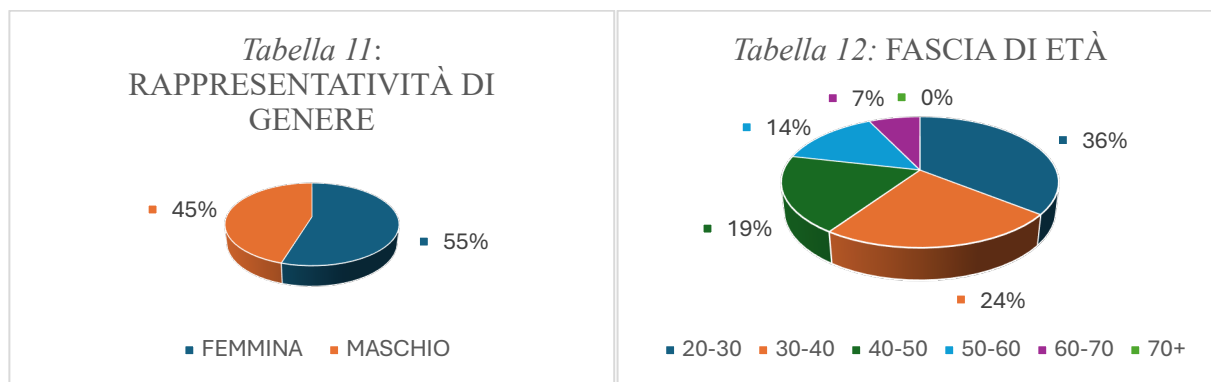 Tabella 11:
RAPPRESENTATIVITÀ DI
GENERE
45%
55%
FEMMINA MASCHIO
Tabella 12: FASCIA DI ETÀ
7% 0%
14%
36%
19%
24%
20-30 30-40 40-50 50-60 60-70 70+